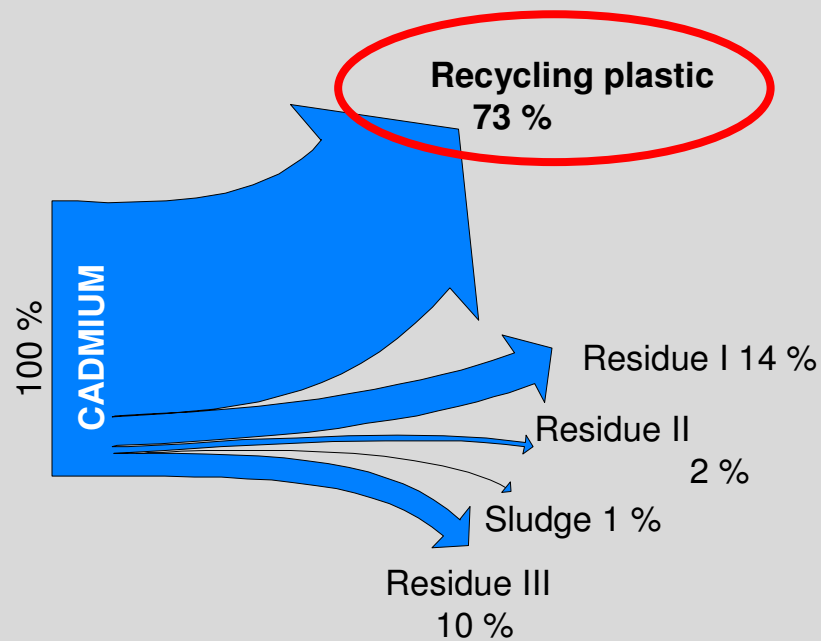 Recycling plastic
73 %
100 %
CADMIUM
Residue I 14 %
Residue II
2 %
Sludge 1 %
Residue III
10 %